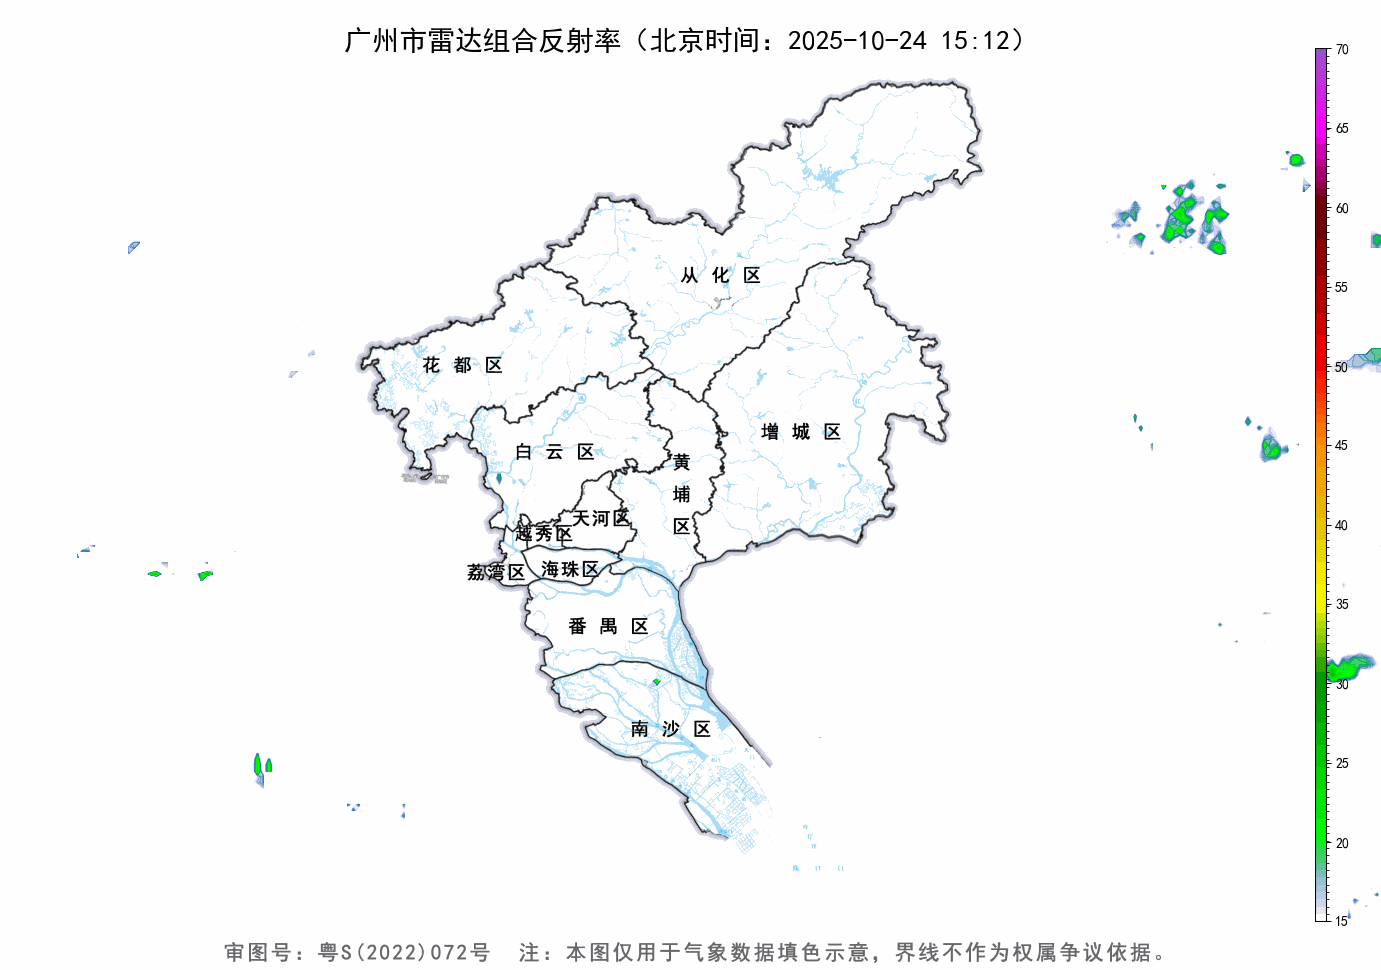 广州市雷达组合反射率（北京时间：2025-10-24 15:12）
70
65
60
55
50
45
40
35
30
25
20
15
从化区
花都区
增城区
白云区
黄埔区
天河区
越秀区
荔湾区
海珠区
番禺区
南沙区
审图号：粤S(2022)072号 注：本图仅用于气象数据填色示意，界线不作为权属争议依据。